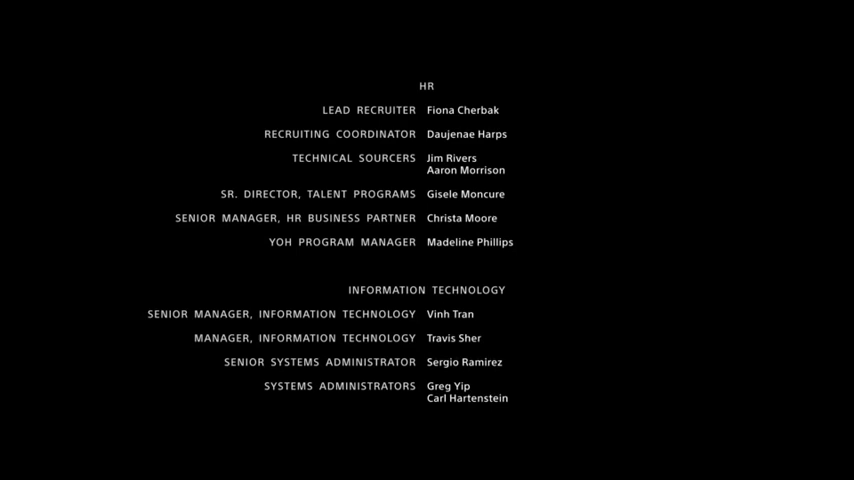 HR
LEAD RECRUITER Fiona Cherbak
RECRUITING COORDINATOR Daujenae Harps
TECHNICAL SOURCERS Jim Rivers
Aaron Morrison
SR. DIRECTOR, TALENT PROGRAMS Gisele Moncure
SENIOR MANAGER, HR BUSINESS PARTNER Christa Moore
YOH PROGRAM MANAGER Madeline Phillips
INFORMATION TECHNOLOGY
SENIOR MANAGER, INFORMATION TECHNOLOGY Vinh Tran
MANAGER, INFORMATION TECHNOLOGY Travis Sher
SENIOR SYSTEMS ADMINISTRATOR Sergio Ramirez
SYSTEMS ADMINISTRATORS Greg Yip
Carl Hartenstein